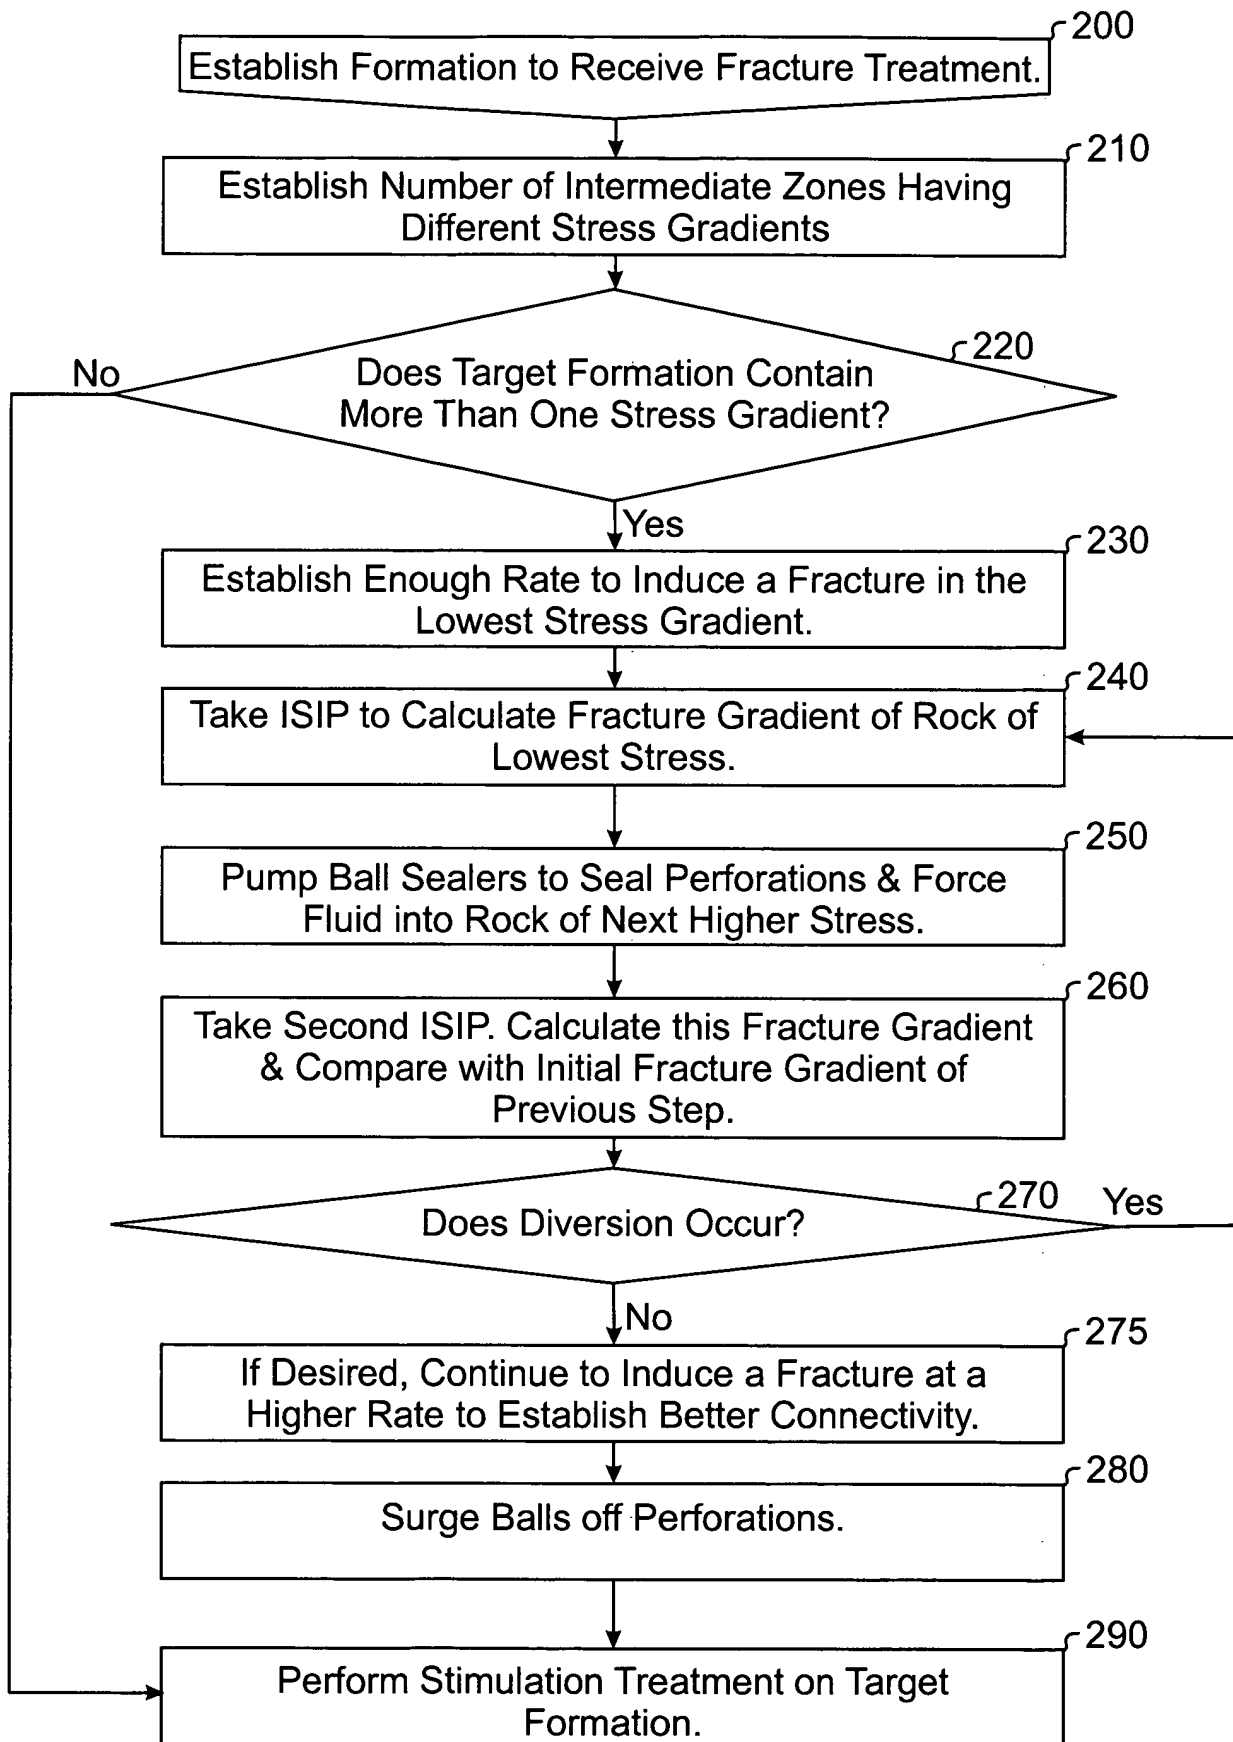 200
Establish Formation to Receive Fracture Treatment.
210
Establish Number of Intermediate Zones Having
Different Stress Gradients
220
No
Does Target Formation Contain
More Than One Stress Gradient?
Yes
230
Establish Enough Rate to Induce a Fracture in the
Lowest Stress Gradient.
240
Take ISIP to Calculate Fracture Gradient of Rock of
Lowest Stress.
250
Pump Ball Sealers to Seal Perforations & Force
Fluid into Rock of Next Higher Stress.
260
Take Second ISIP. Calculate this Fracture Gradient
& Compare with Initial Fracture Gradient of
Previous Step.
270
Yes
Does Diversion Occur?
No
275
If Desired, Continue to Induce a Fracture at a
Higher Rate to Establish Better Connectivity.
280
Surge Balls off Perforations.
290
Perform Stimulation Treatment on Target
Formation.